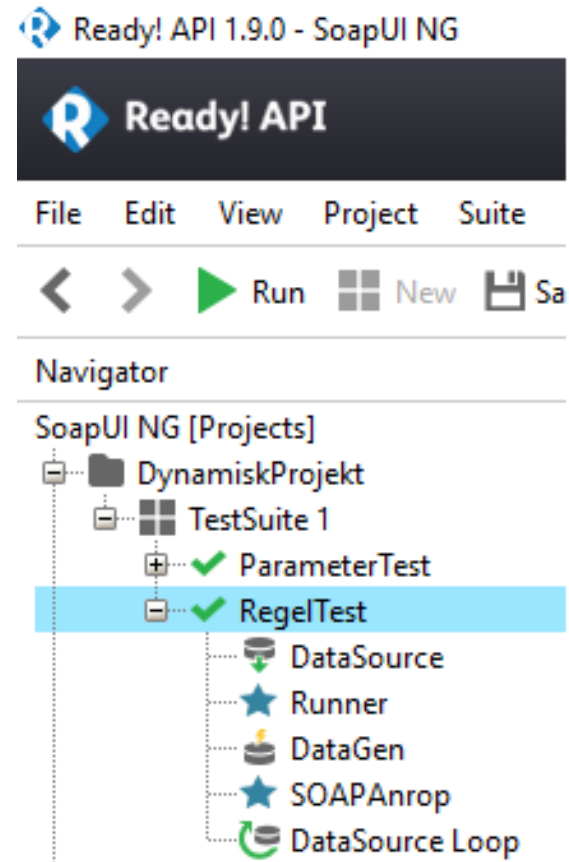 Ready! API 1.9.0 - SoapUI NG
Ready! API
File Edit View Project Suite
Run New Sa
Navigator
SoapUI NG [Projects]
DynamiskProjekt
TestSuite 1
ParameterTest
RegelTest
DataSource
Runner
DataGen
SOAPAnrop
DataSource Loop